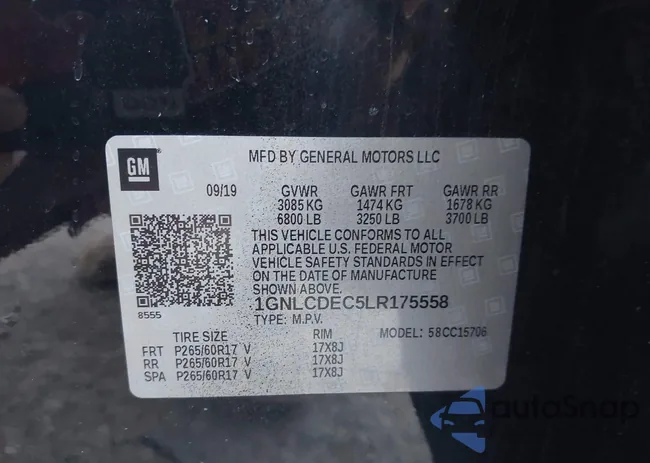 GM
MFD BY GENERAL MOTORS LLC
09/19 GVWR GAWR FRT GAWR RR
3085 KG 1474 KG 1678 KG
6800 LB 3250 LB 3700 LB
THIS VEHICLE CONFORMS TO ALL
APPLICABLE U.S. FEDERAL MOTOR
VEHICLE SAFETY STANDARDS IN EFFECT
ON THE DATE OF MANUFACTURE
SHOWN ABOVE.
8555
1GNLCDEC5LR175558
TYPE: M.P.V. MODEL: 58CC15706
TIRE SIZE RIM
FRT P265/60R17 V 17X8J
RR P265/60R17 V 17X8J
SPA P265/60R17 V 17X8J
autoSnap